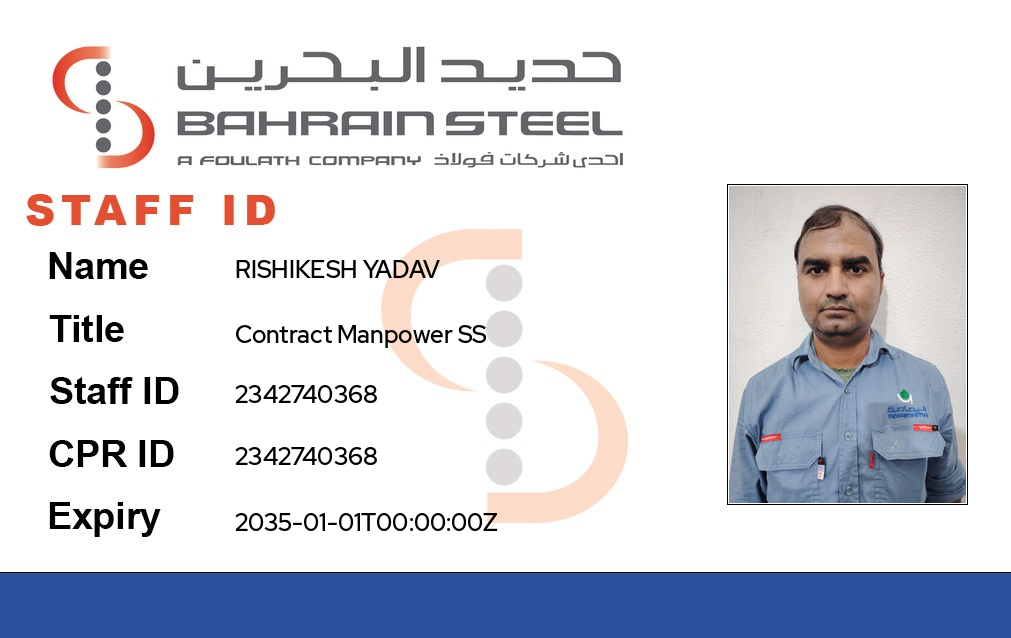 حديد البحرين
BAHRAIN STEEL
A FOULATH COMPANY احدى شركات فولاذ
STAFF ID
Name RISHIKESH YADAV
Title Contract Manpower SS
Staff ID 2342740368
CPR ID 2342740368
Expiry 2035-01-01T00:00:00Z